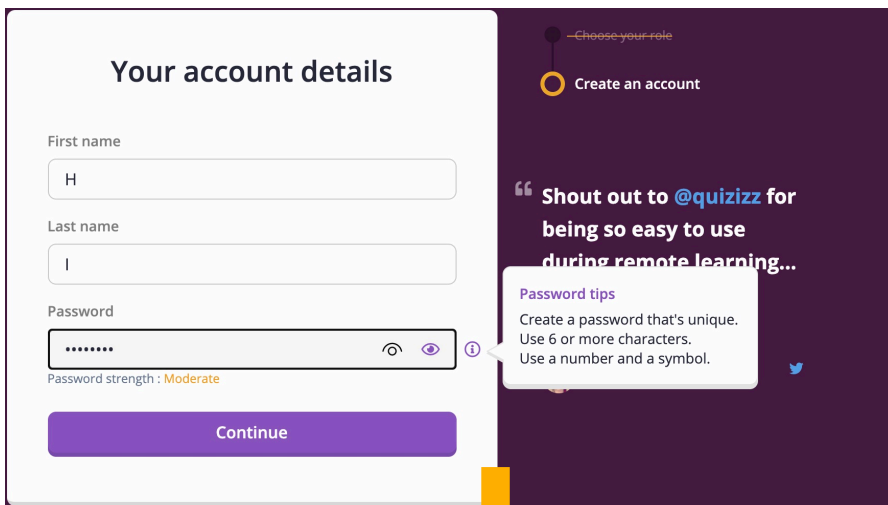 Your account details
First name
H
Last name
I
Password
••••••••
Password strength : Moderate
Continue
Choose your role
Create an account
“ Shout out to @quizizz for
being so easy to use
during remote learning...
Password tips
Create a password that's unique.
Use 6 or more characters.
Use a number and a symbol.